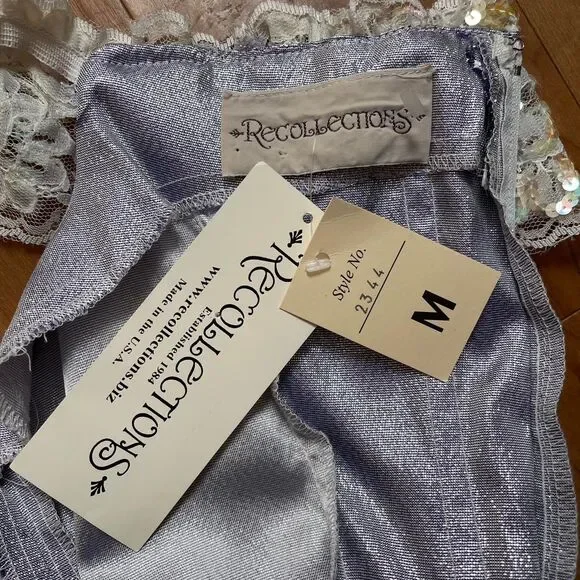 RECOLLECTIONS
RECOLLECTIONS
Established 1984
www.recollections.biz
Made in the U.S.A.
Style No.
2344
M